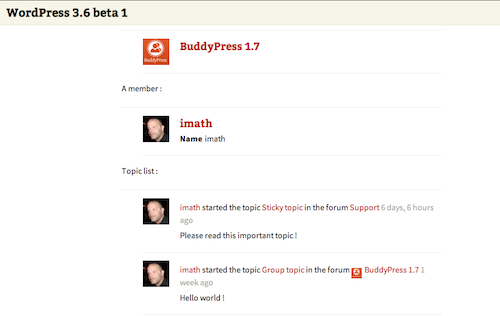 WordPress 3.6 beta 1
BuddyPress
BuddyPress 1.7
A member :
imath
Name imath
Topic list :
imath started the topic Sticky topic in the forum Support 6 days, 6 hours
ago
Please read this important topic !
imath started the topic Group topic in the forum BuddyPress 1.7 1
week ago
Hello world !